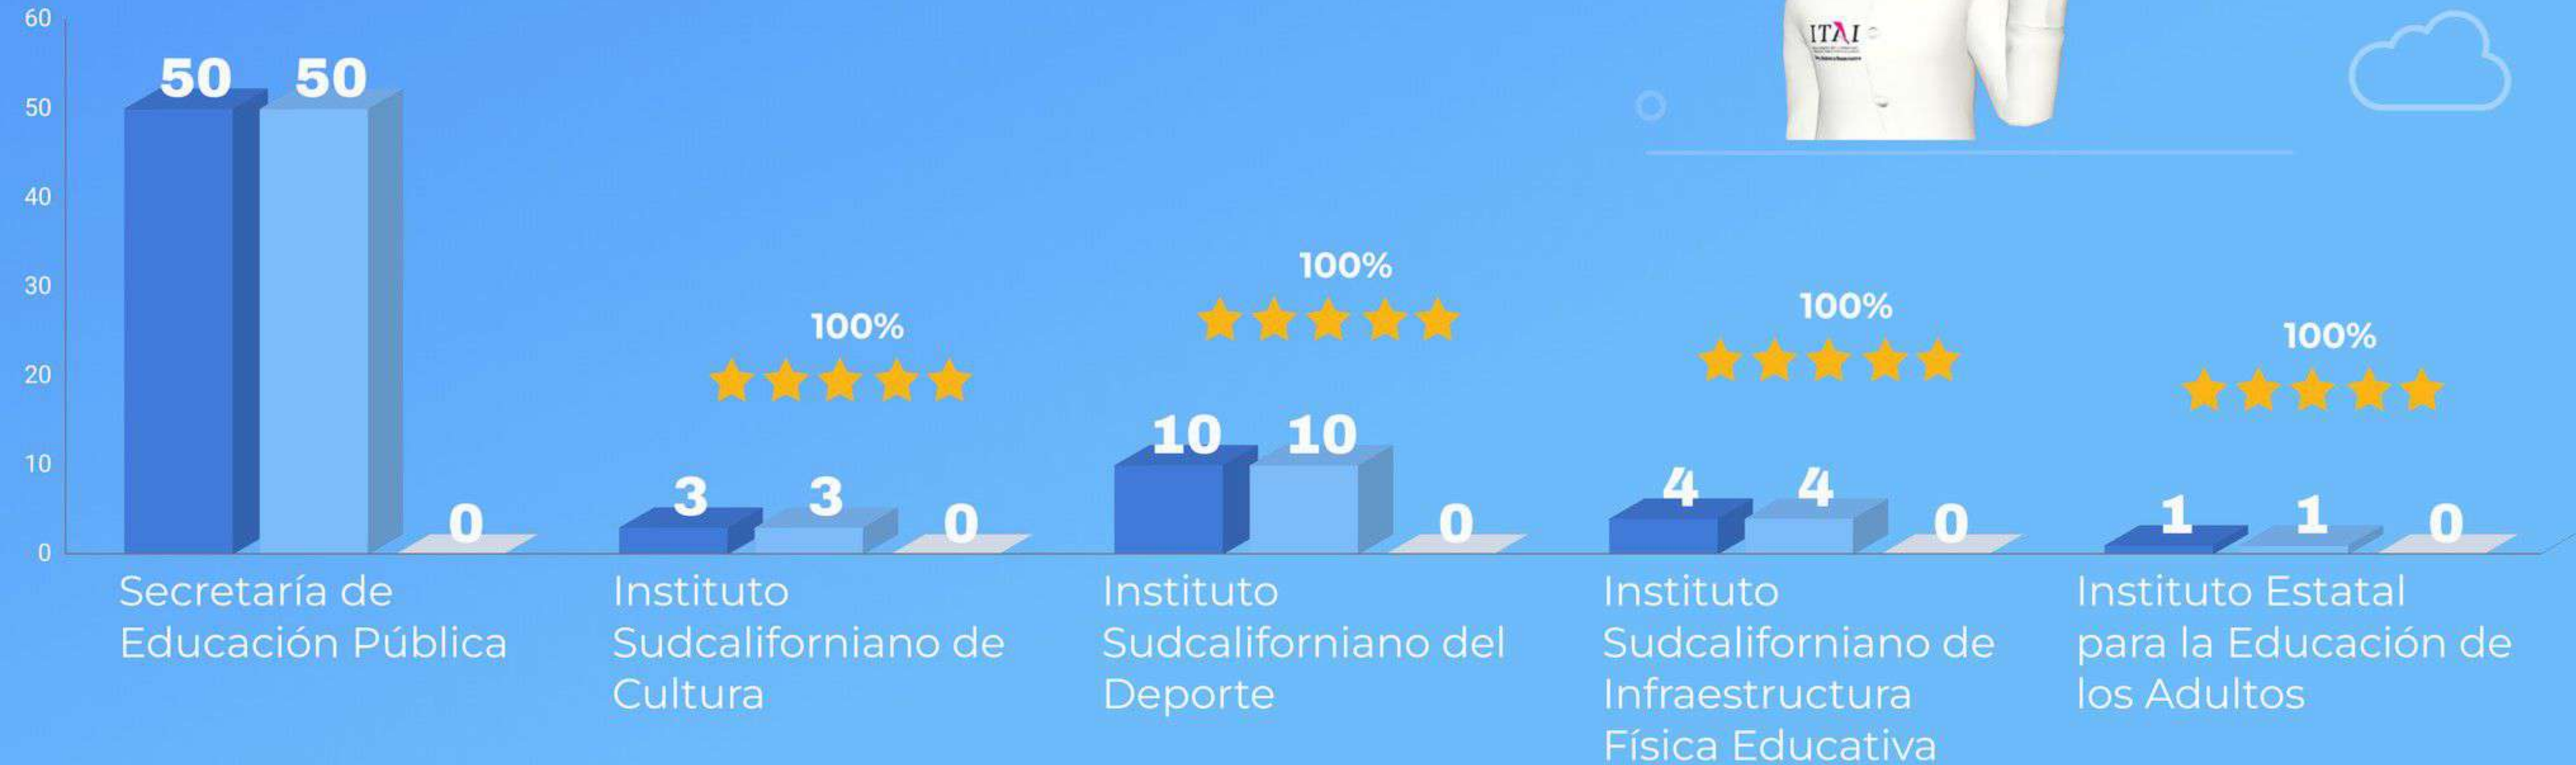 60
50
40
30
20
10
0
ITAI
50 50 0
3 3 0
100%
10 10 0
100%
4 4 0
100%
1 1 0
100%
Secretaría de
Educación Pública
Instituto
Sudcaliforniano de
Cultura
Instituto
Sudcaliforniano del
Deporte
Instituto
Sudcaliforniano de
Infraestructura
Física Educativa
Instituto Estatal
para la Educación de
los Adultos